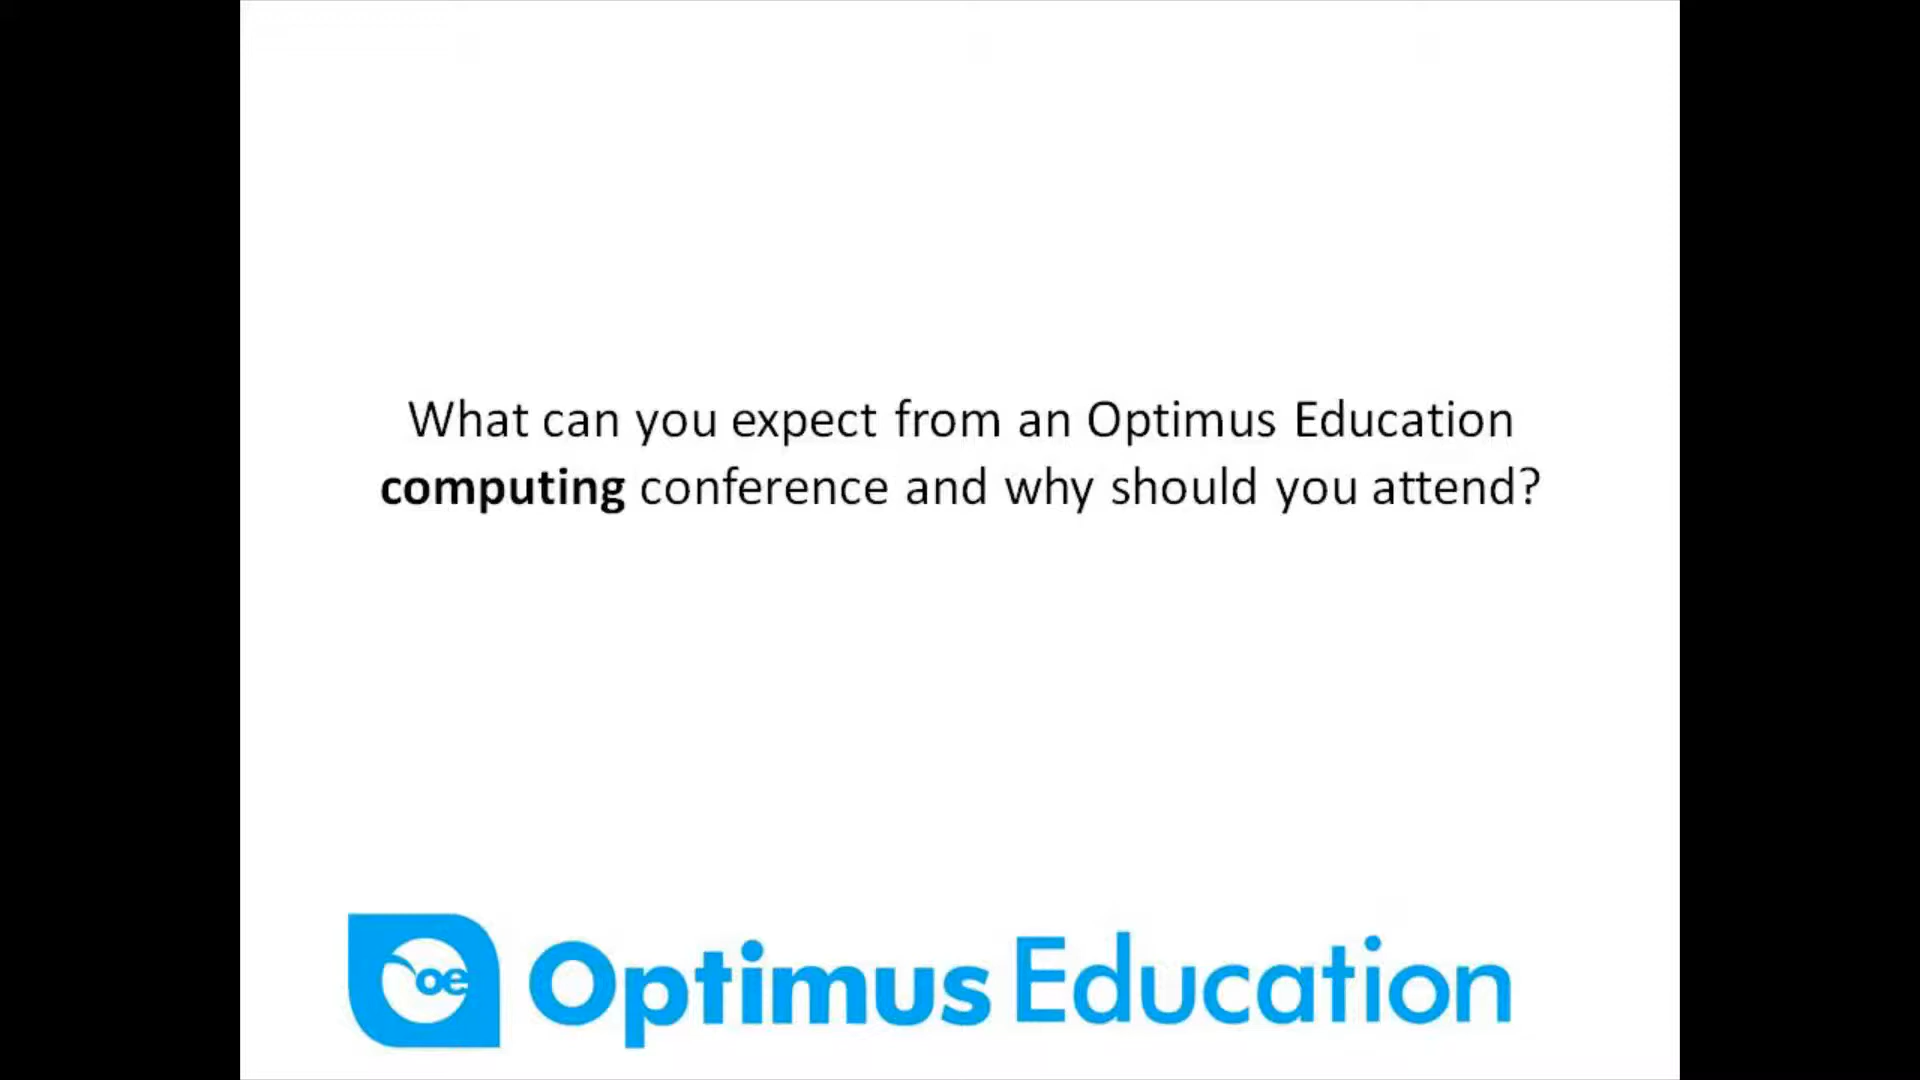 What can you expect from an Optimus Education
computing conference and why should you attend?
oe
Optimus Education